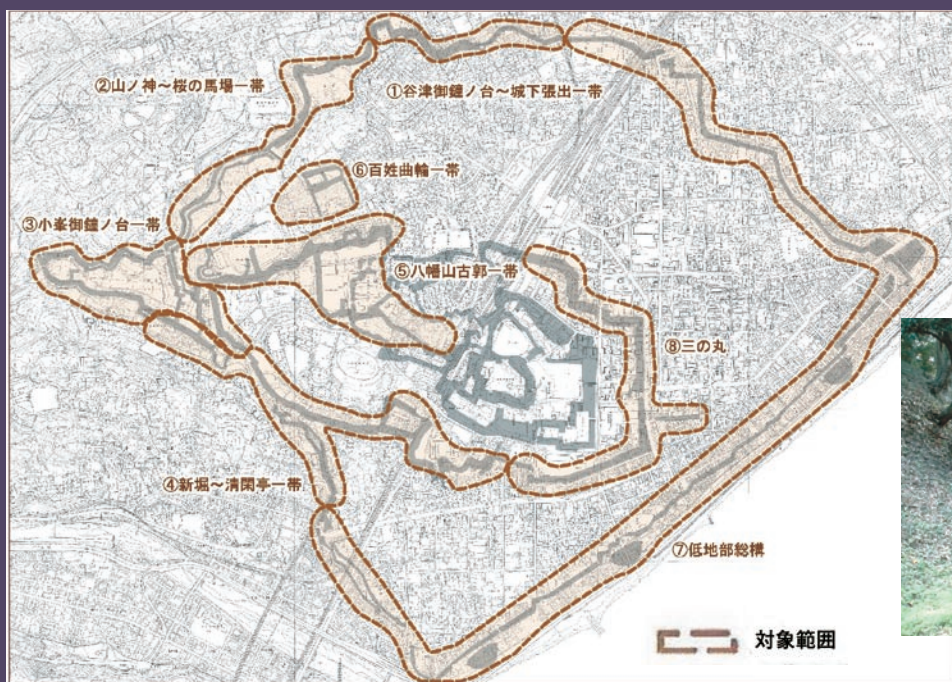 ①谷津御鐘ノ台～城下張出一帯
②山ノ神～桜の馬場一帯
⑥百姓曲輪一帯
③小峯御鐘ノ台一帯
⑤八幡山古郭一帯
⑧三の丸
④新堀～清閑亭一帯
⑦低地部総構
対象範囲